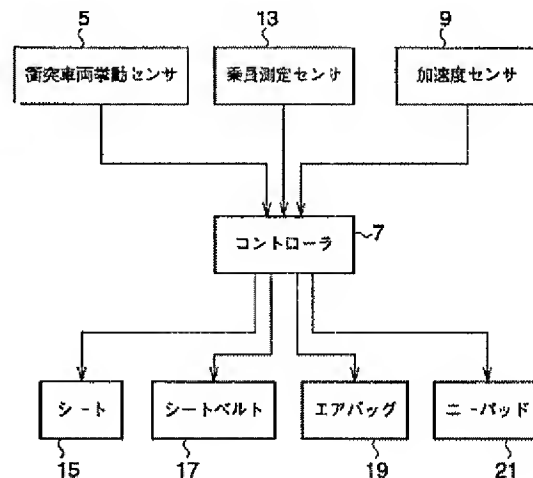 5
13
9
衝突車両挙動センサ
乗員測定センサ
加速度センサ
コントローラ
7
シート
シートベルト
エアバッグ
ニーパッド
15
17
19
21